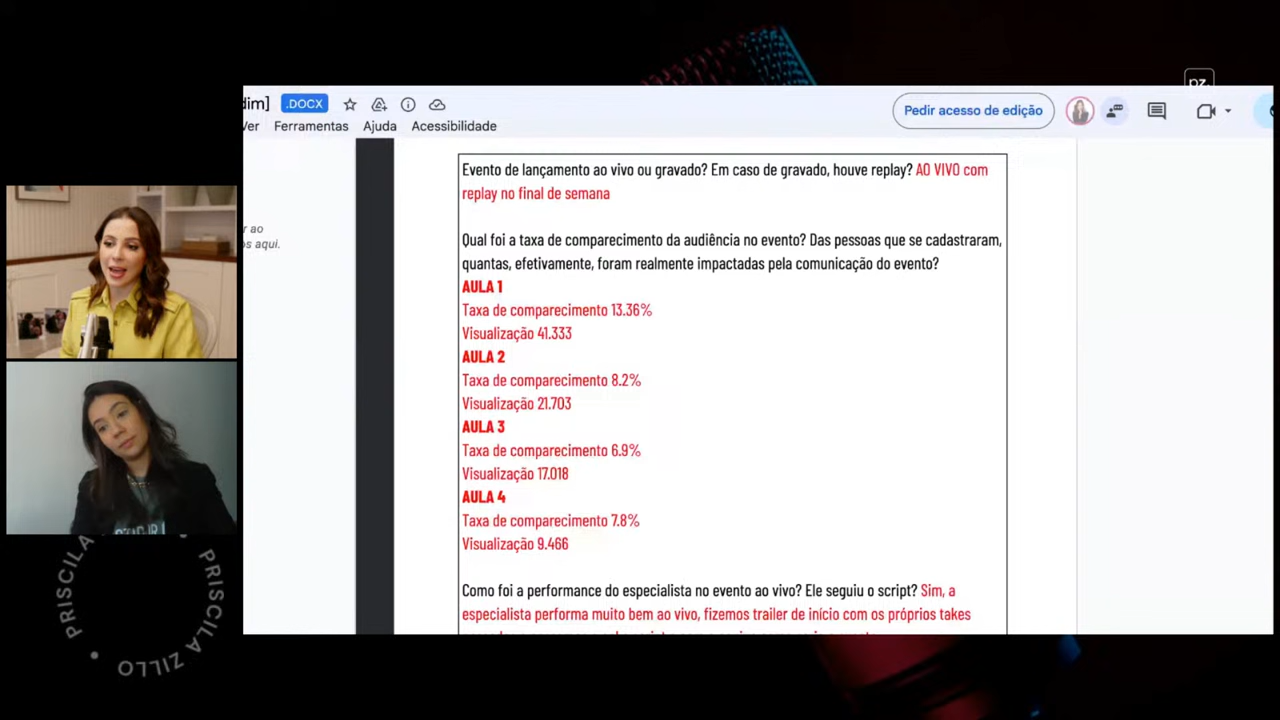 pz.
dim]
.DOCX
Pedir acesso de edição
Ver Ferramentas Ajuda Acessibilidade
r ao
s aqui.
Evento de lançamento ao vivo ou gravado? Em caso de gravado, houve replay? AO VIVO com
replay no final de semana
Qual foi a taxa de comparecimento da audiência no evento? Das pessoas que se cadastraram,
quantas, efetivamente, foram realmente impactadas pela comunicação do evento?
AULA 1
Taxa de comparecimento 13.36%
Visualização 41.333
AULA 2
Taxa de comparecimento 8.2%
Visualização 21.703
AULA 3
Taxa de comparecimento 6.9%
Visualização 17.018
AULA 4
Taxa de comparecimento 7.8%
Visualização 9.466
Como foi a performance do especialista no evento ao vivo? Ele seguiu o script? Sim, a
especialista performa muito bem ao vivo, fizemos trailer de início com os próprios takes
PRISCILA
PRISCILA ZILLO